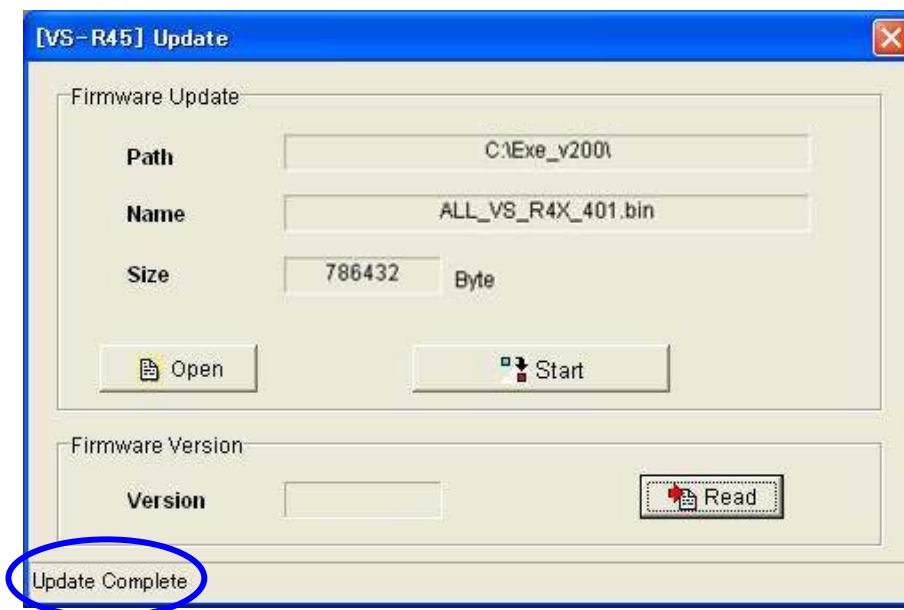 [VS-R45] Update
Firmware Update
Path C:\Exe_v200\
Name ALL_VS_R4X_401.bin
Size 786432 Byte
Open Start
Firmware Version
Version Read
Update Complete